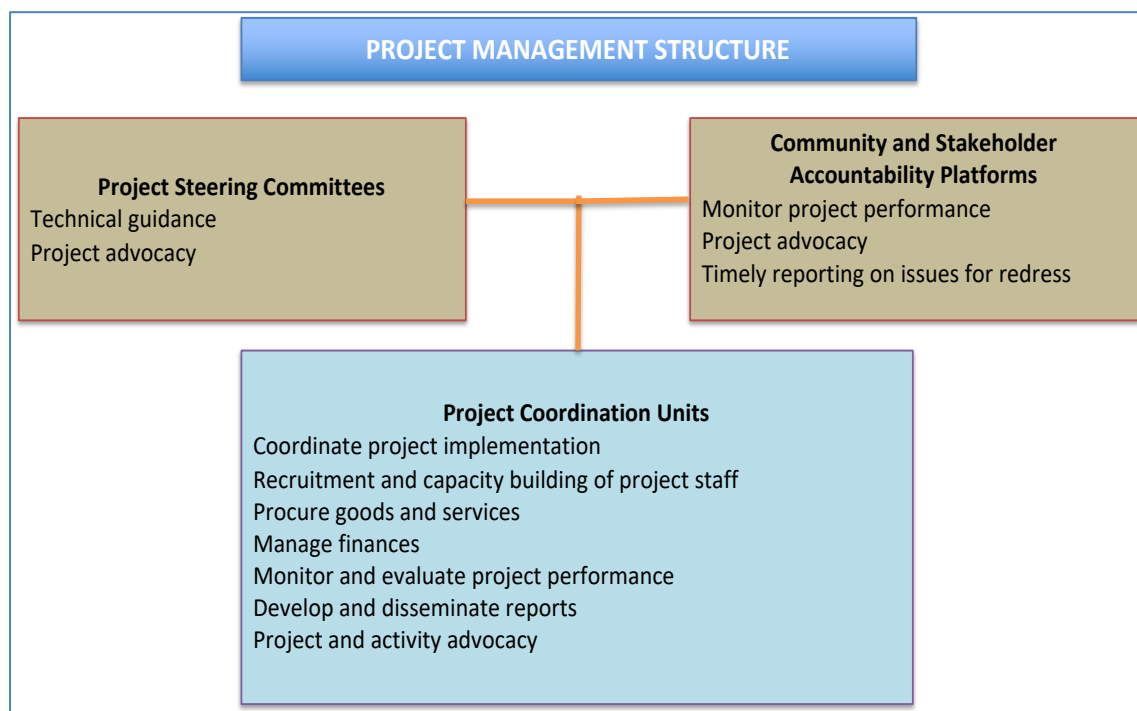 PROJECT MANAGEMENT STRUCTURE
Project Steering Committees
Technical guidance
Project advocacy
Community and Stakeholder
Accountability Platforms
Monitor project performance
Project advocacy
Timely reporting on issues for redress
Project Coordination Units
Coordinate project implementation
Recruitment and capacity building of project staff
Procure goods and services
Manage finances
Monitor and evaluate project performance
Develop and disseminate reports
Project and activity advocacy